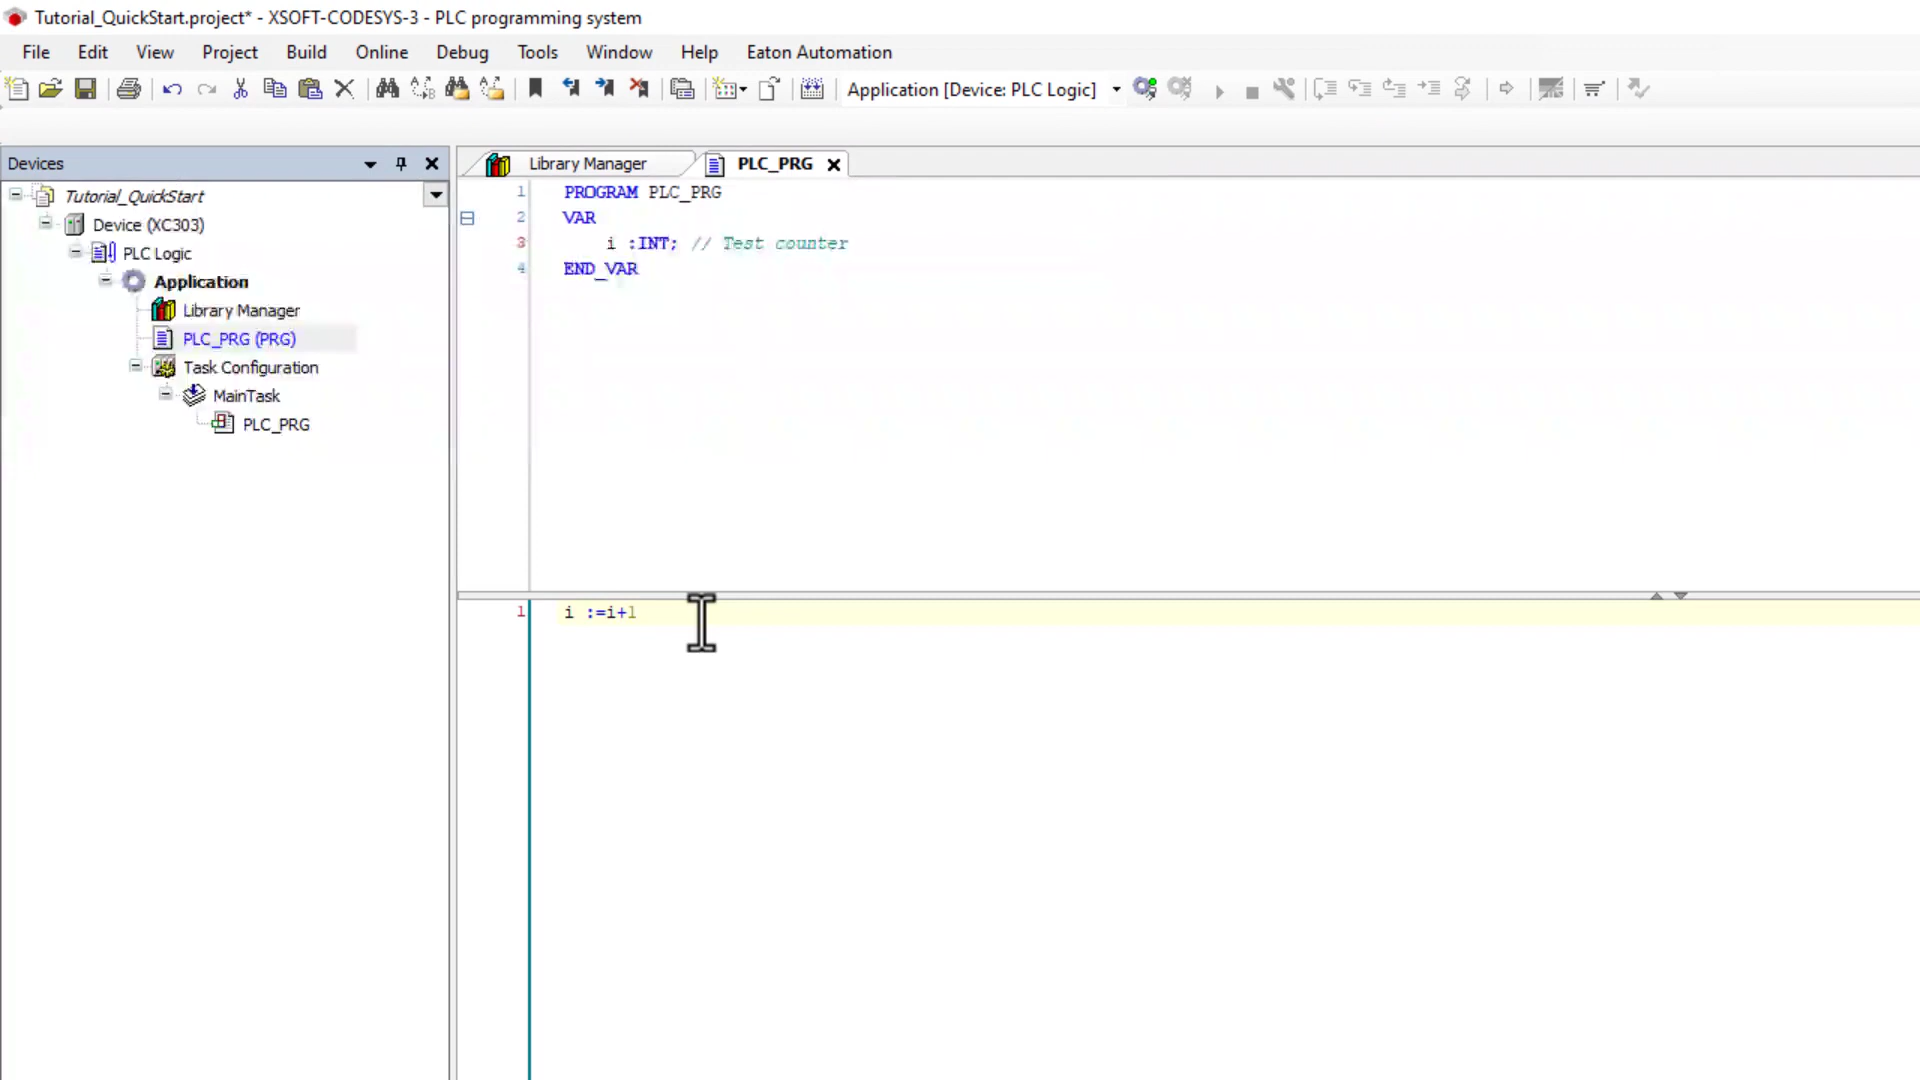 Tutorial_QuickStart.project* - XSOFT-CODESYS-3 - PLC programming system
File Edit View Project Build Online Debug Tools Window Help Eaton Automation
Application [Device: PLC Logic]
Devices
Tutorial_QuickStart
Device (XC303)
PLC Logic
Application
Library Manager
PLC_PRG (PRG)
Task Configuration
MainTask
PLC_PRG
Library Manager PLC_PRG
1 PROGRAM PLC_PRG
2 VAR
3 i :INT; // Test counter
4 END_VAR
1 i :=i+1